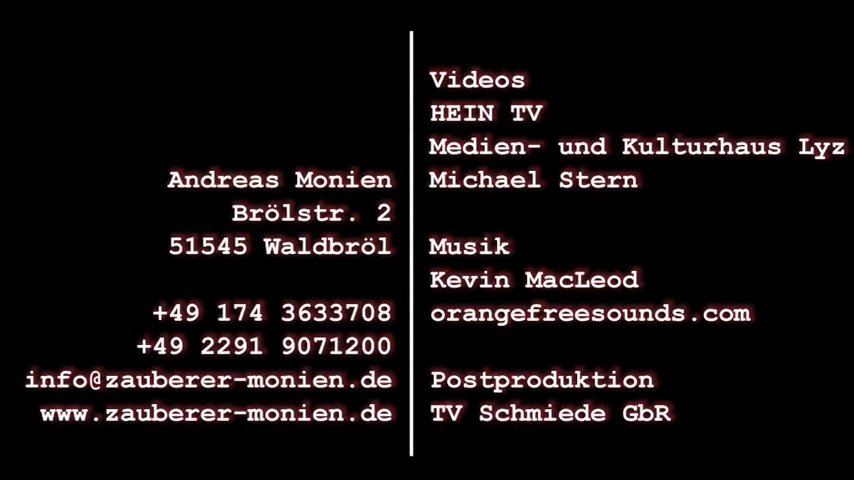 Andreas Monien
Brölstr. 2
51545 Waldbröl
+49 174 3633708
+49 2291 9071200
info@zauberer-monien.de
www.zauberer-monien.de
Videos
HEIN TV
Medien- und Kulturhaus Lyz
Michael Stern
Musik
Kevin MacLeod
orangefreesounds.com
Postproduktion
TV Schmiede GbR